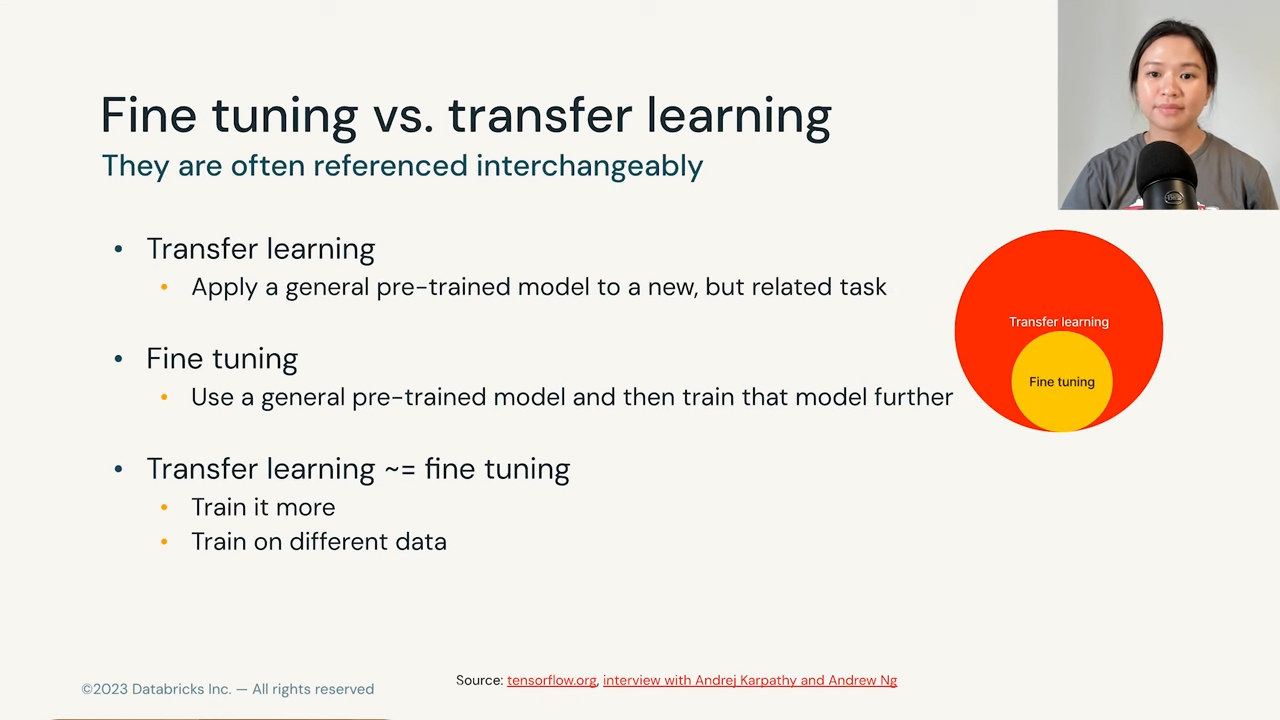 Fine tuning vs. transfer learning
They are often referenced interchangeably
• Transfer learning
• Apply a general pre-trained model to a new, but related task
• Fine tuning
• Use a general pre-trained model and then train that model further
• Transfer learning ~= fine tuning
• Train it more
• Train on different data
Transfer learning
Fine tuning
Source: tensorflow.org, interview with Andrej Karpathy and Andrew Ng
©2023 Databricks Inc. — All rights reserved